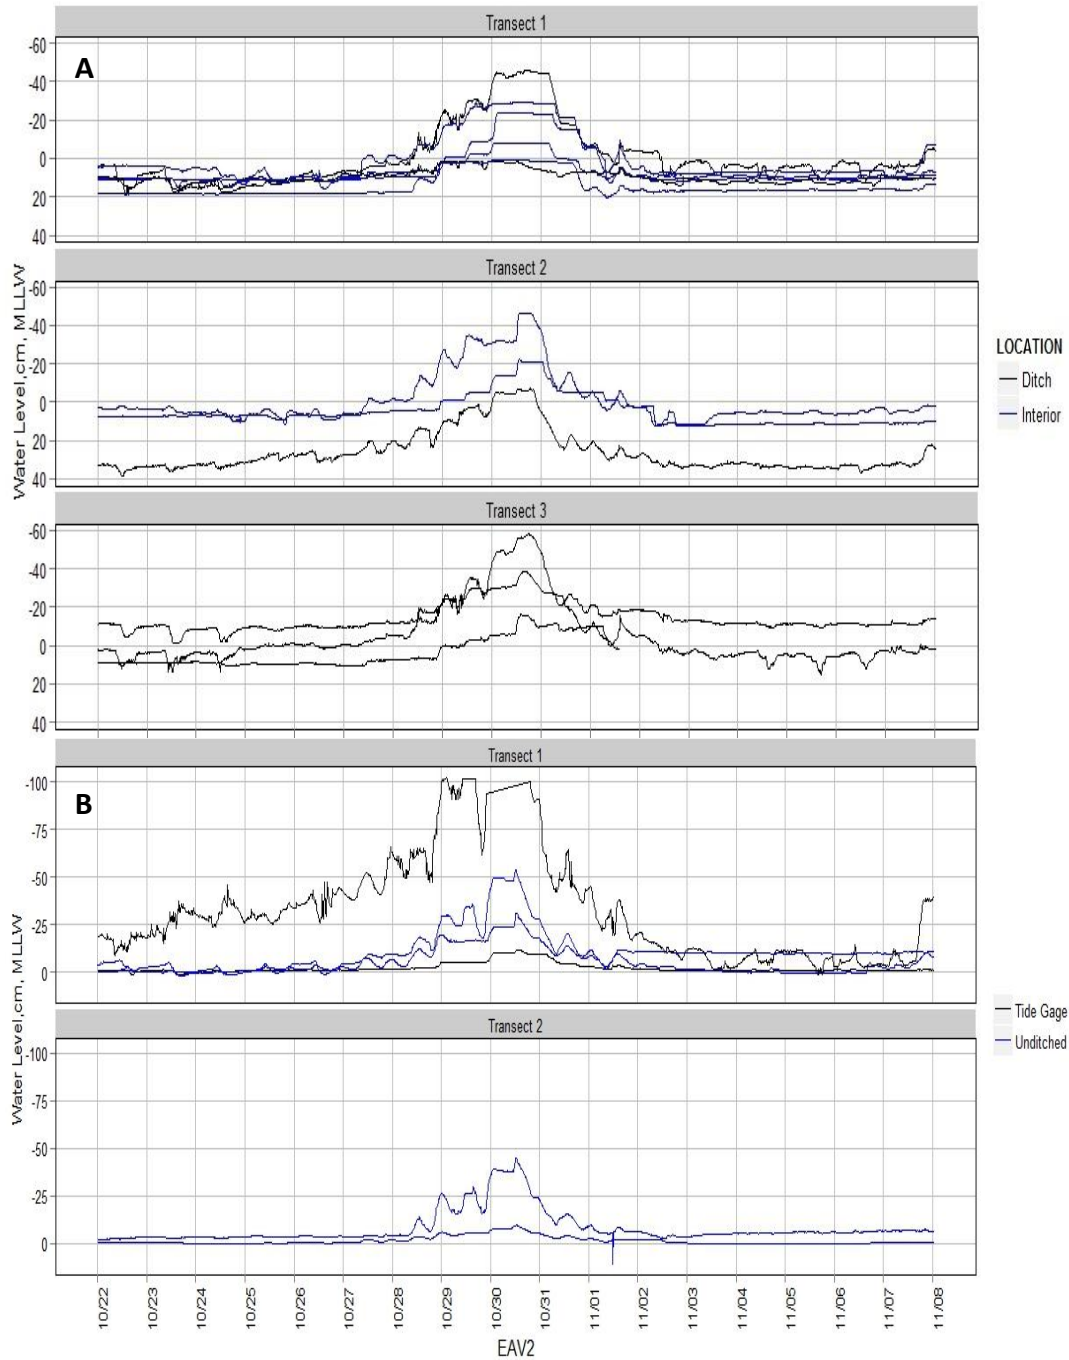 Transect 1
A
-60
-40
-20
0
20
40
Transect 2
-60
-40
-20
0
20
40
Water Level,cm, MLLW
LOCATION
Ditch
Interior
Transect 3
-60
-40
-20
0
20
40
Transect 1
B
-100
-75
-50
-25
0
Tide Gage
Unditched
Transect 2
-100
-75
-50
-25
0
Water Level,cm, MLLW
10/22 10/23 10/24 10/25 10/26 10/27 10/28 10/29 10/30 10/31 11/01 11/02 11/03 11/04 11/05 11/06 11/07 11/08
EAV2